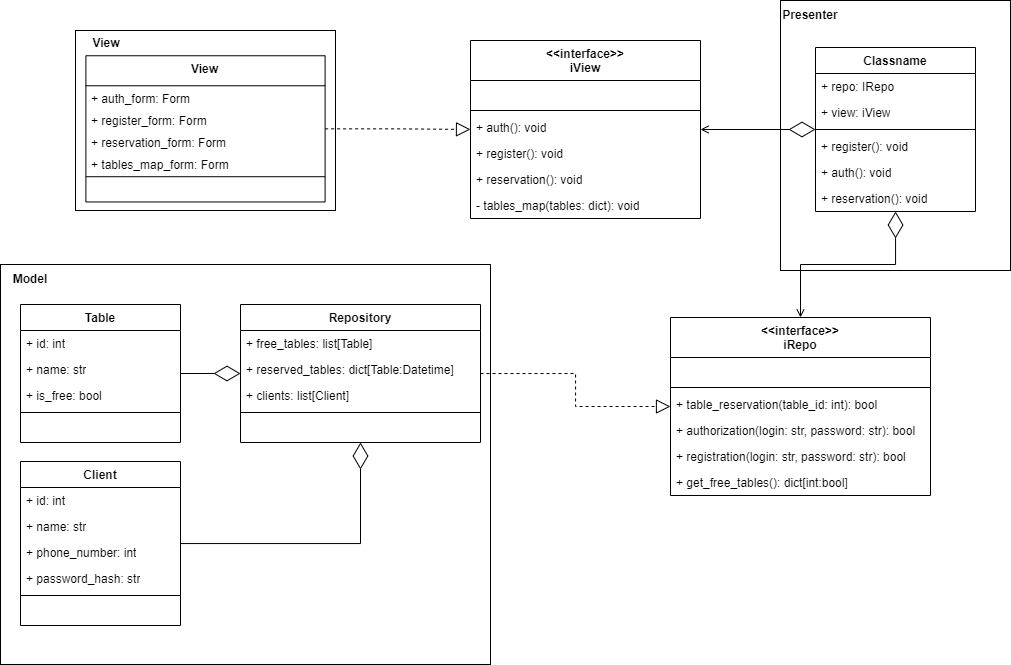 View
View
+ auth_form: Form
+ register_form: Form
+ reservation_form: Form
+ tables_map_form: Form
<<interface>>
iView
+ auth(): void
+ register(): void
+ reservation(): void
- tables_map(tables: dict): void
Presenter
Classname
+ repo: IRepo
+ view: iView
+ register(): void
+ auth(): void
+ reservation(): void
Model
Table
+ id: int
+ name: str
+ is_free: bool
Repository
+ free_tables: list[Table]
+ reserved_tables: dict[Table:Datetime]
+ clients: list[Client]
Client
+ id: int
+ name: str
+ phone_number: int
+ password_hash: str
<<interface>>
iRepo
+ table_reservation(table_id: int): bool
+ authorization(login: str, password: str): bool
+ registration(login: str, password: str): bool
+ get_free_tables(): dict[int:bool]